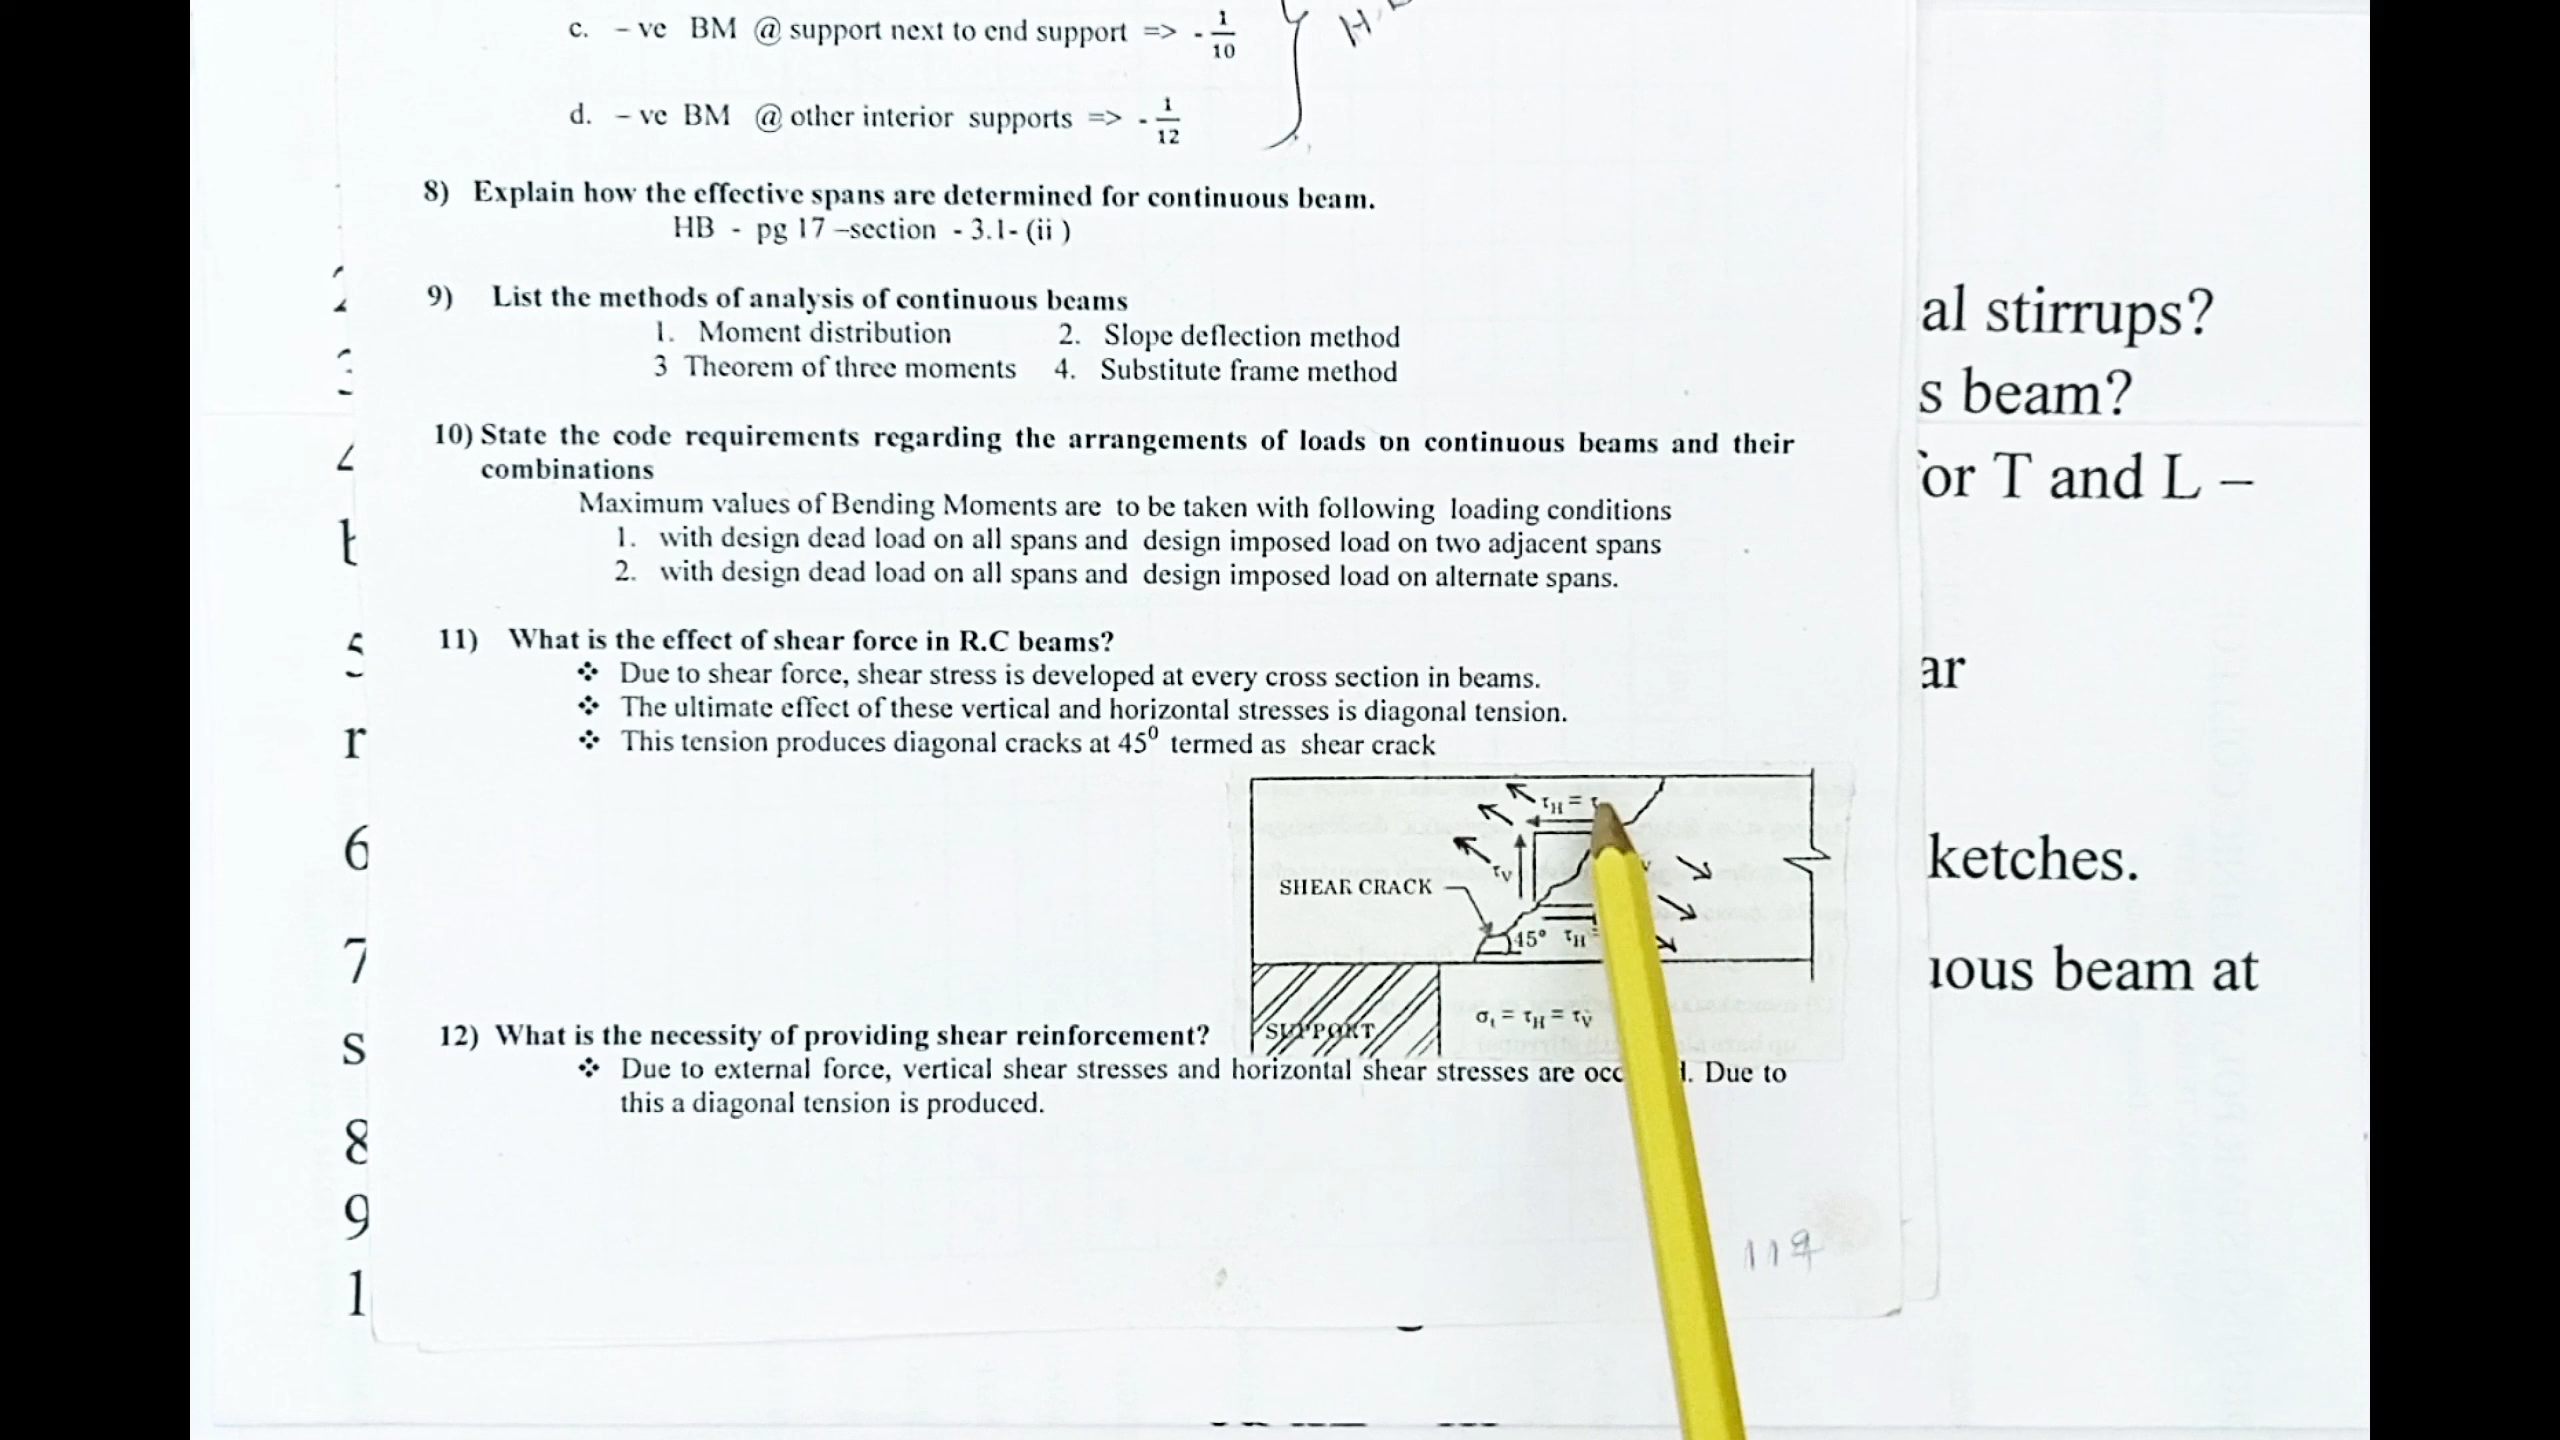 c. – ve BM @ support next to end support => - 1/10
d. – ve BM @ other interior supports => - 1/12
8) Explain how the effective spans are determined for continuous beam.
HB - pg 17 –section - 3.1- (ii )
9) List the methods of analysis of continuous beams
1. Moment distribution 2. Slope deflection method
3 Theorem of three moments 4. Substitute frame method
10) State the code requirements regarding the arrangements of loads on continuous beams and their
combinations
Maximum values of Bending Moments are to be taken with following loading conditions
1. with design dead load on all spans and design imposed load on two adjacent spans
2. with design dead load on all spans and design imposed load on alternate spans.
11) What is the effect of shear force in R.C beams?
❖ Due to shear force, shear stress is developed at every cross section in beams.
❖ The ultimate effect of these vertical and horizontal stresses is diagonal tension.
❖ This tension produces diagonal cracks at 45⁰ termed as shear crack
τH = τ
τV
SHEAR CRACK
45° τH =
SUPPORT
σt = τH = τV
12) What is the necessity of providing shear reinforcement?
❖ Due to external force, vertical shear stresses and horizontal shear stresses are occ d. Due to
this a diagonal tension is produced.
al stirrups?
s beam?
or T and L –
ar
ketches.
ious beam at
5
r
6
7
s
8
9
1